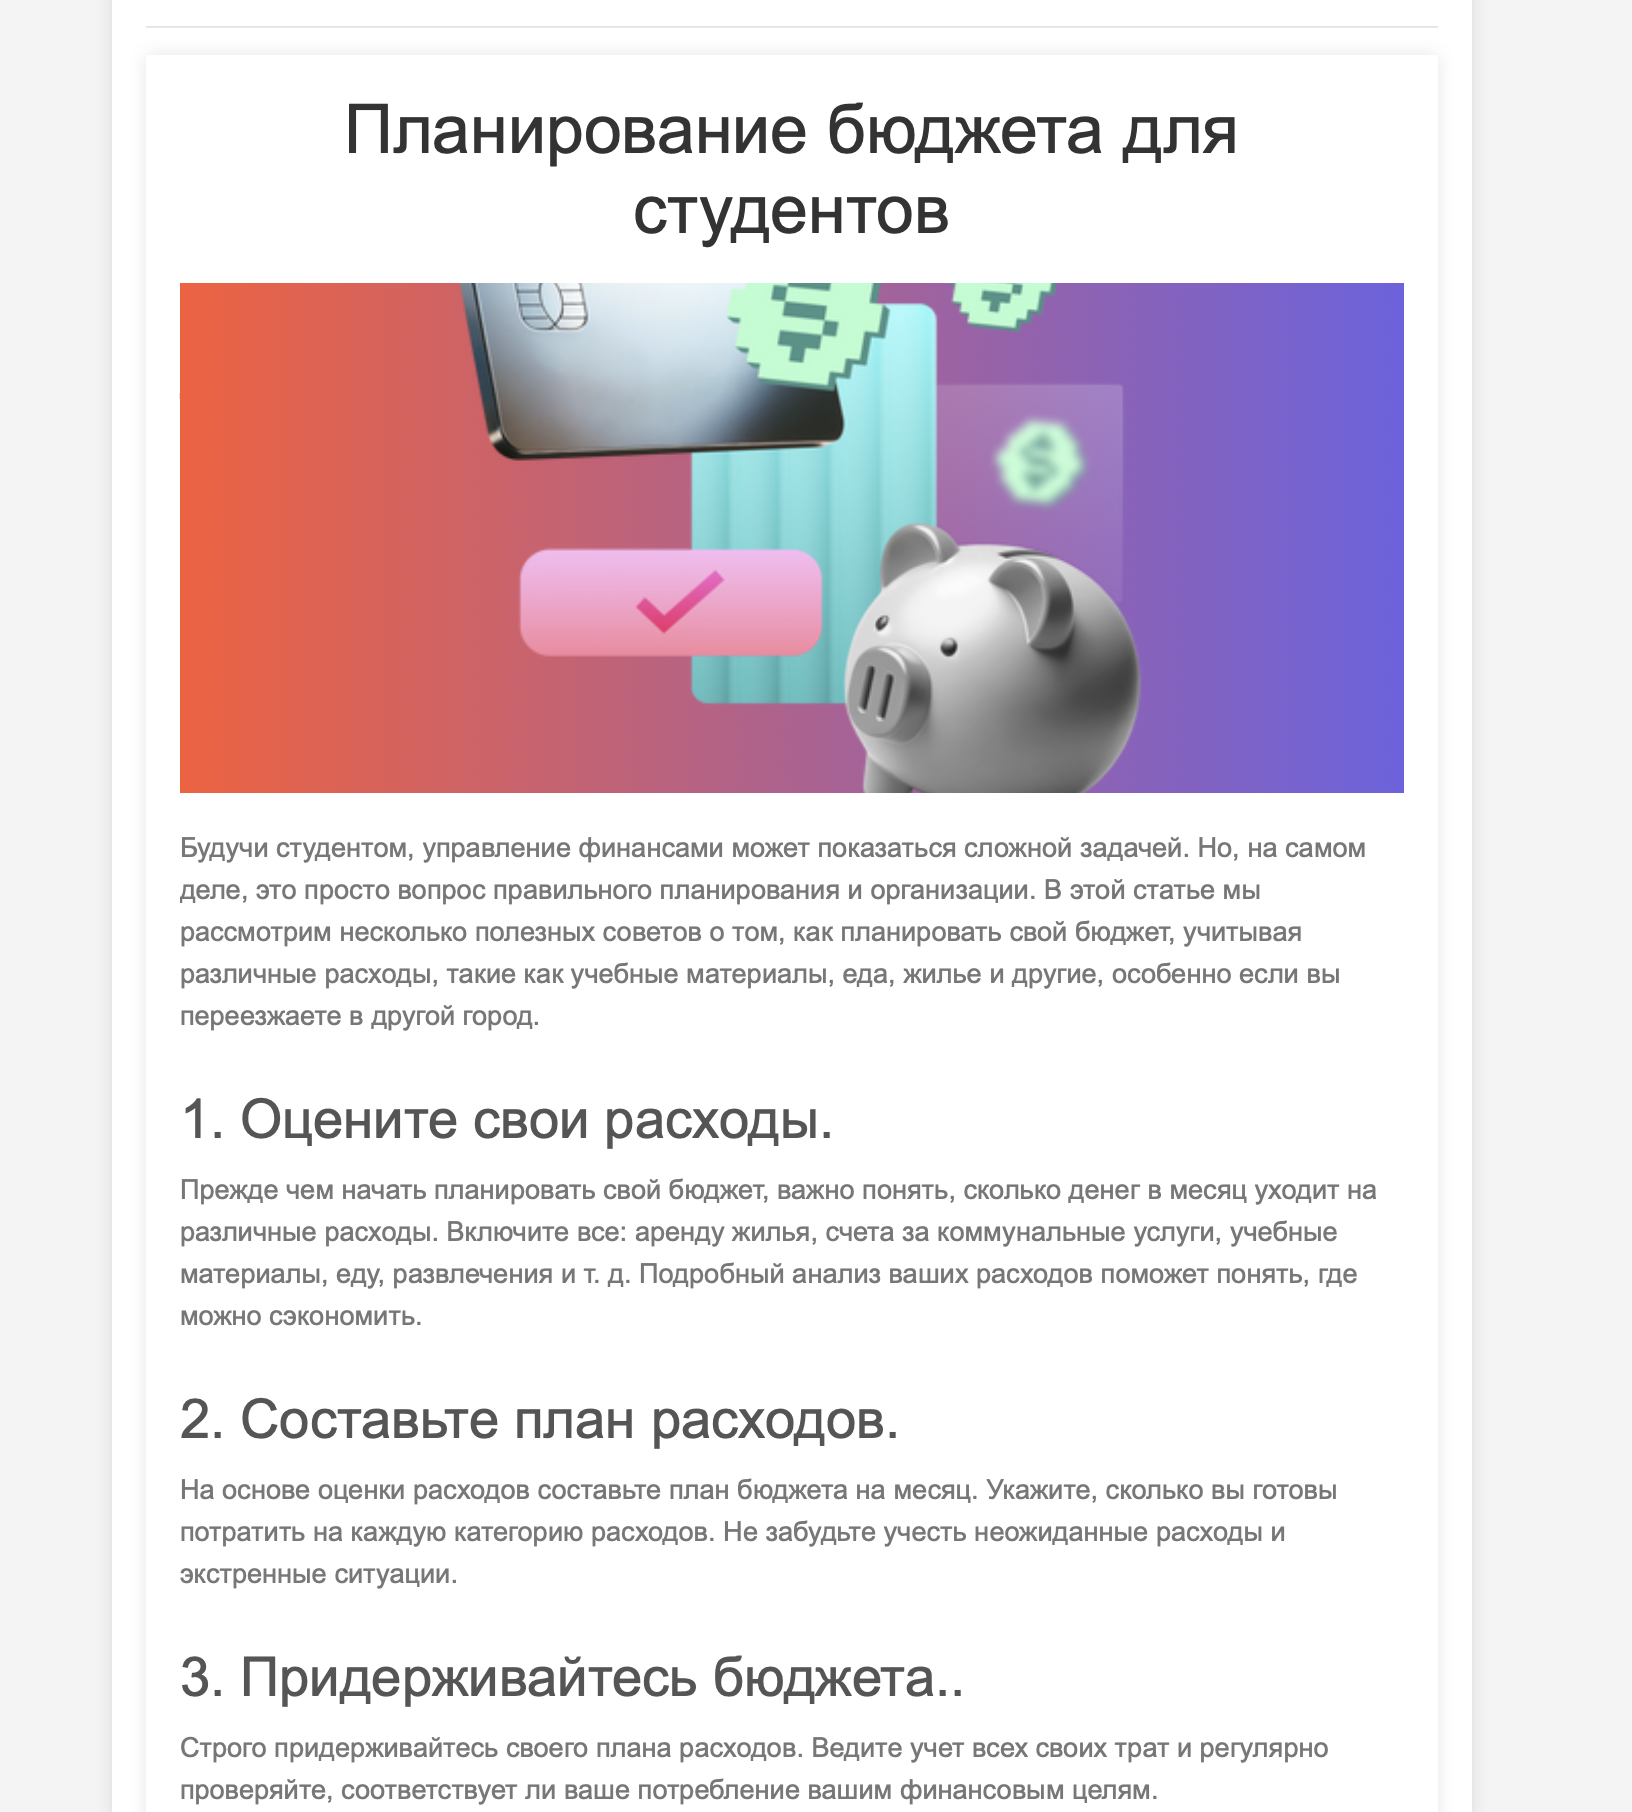 Планирование бюджета для
студентов
Будучи студентом, управление финансами может показаться сложной задачей. Но, на самом
деле, это просто вопрос правильного планирования и организации. В этой статье мы
рассмотрим несколько полезных советов о том, как планировать свой бюджет, учитывая
различные расходы, такие как учебные материалы, еда, жилье и другие, особенно если вы
переезжаете в другой город.
1. Оцените свои расходы.
Прежде чем начать планировать свой бюджет, важно понять, сколько денег в месяц уходит на
различные расходы. Включите все: аренду жилья, счета за коммунальные услуги, учебные
материалы, еду, развлечения и т. д. Подробный анализ ваших расходов поможет понять, где
можно сэкономить.
2. Составьте план расходов.
На основе оценки расходов составьте план бюджета на месяц. Укажите, сколько вы готовы
потратить на каждую категорию расходов. Не забудьте учесть неожиданные расходы и
экстренные ситуации.
3. Придерживайтесь бюджета..
Строго придерживайтесь своего плана расходов. Ведите учет всех своих трат и регулярно
проверяйте, соответствует ли ваше потребление вашим финансовым целям.